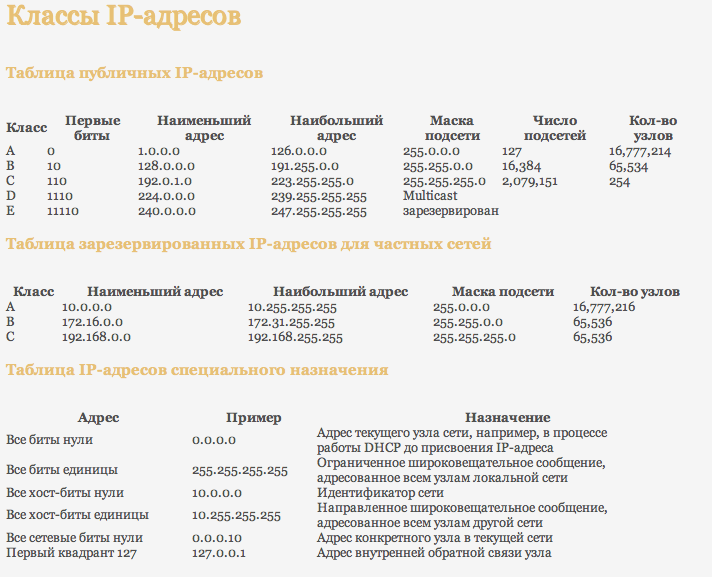 Классы IP-адресов
Таблица публичных IP-адресов
Класс Первые биты Наименьший адрес Наибольший адрес Маска подсети Число подсетей Кол-во узлов
A 0 1.0.0.0 126.0.0.0 255.0.0.0 127 16,777,214
B 10 128.0.0.0 191.255.0.0 255.255.0.0 16,384 65,534
C 110 192.0.1.0 223.255.255.0 255.255.255.0 2,079,151 254
D 1110 224.0.0.0 239.255.255.255 Multicast
E 11110 240.0.0.0 247.255.255.255 зарезервирован
Таблица зарезервированных IP-адресов для частных сетей
Класс Наименьший адрес Наибольший адрес Маска подсети Кол-во узлов
A 10.0.0.0 10.255.255.255 255.0.0.0 16,777,216
B 172.16.0.0 172.31.255.255 255.255.0.0 65,536
C 192.168.0.0 192.168.255.255 255.255.255.0 65,536
Таблица IP-адресов специального назначения
Адрес Пример Назначение
Все биты нули 0.0.0.0 Адрес текущего узла сети, например, в процессе
работы DHCP до присвоения IP-адреса
Все биты единицы 255.255.255.255 Ограниченное широковещательное сообщение,
адресованное всем узлам локальной сети
Все хост-биты нули 10.0.0.0 Идентификатор сети
Все хост-биты единицы 10.255.255.255 Направленное широковещательное сообщение,
адресованное всем узлам другой сети
Все сетевые биты нули 0.0.0.10 Адрес конкретного узла в текущей сети
Первый квадрант 127 127.0.0.1 Адрес внутренней обратной связи узла